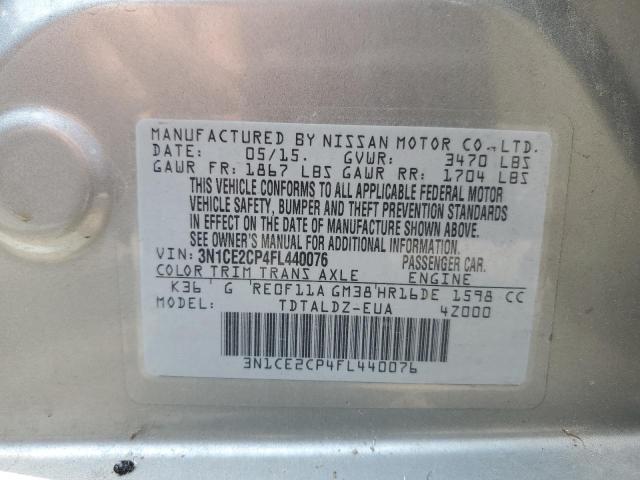 MANUFACTURED BY NISSAN MOTOR CO.,LTD.
DATE: 05/15. GVWR: 3470 LBS
GAWR FR: 1867 LBS GAWR RR: 1704 LBS
THIS VEHICLE CONFORMS TO ALL APPLICABLE FEDERAL MOTOR
VEHICLE SAFETY, BUMPER AND THEFT PREVENTION STANDARDS
IN EFFECT ON THE DATE OF MANUFACTURE SHOWN ABOVE.
SEE OWNER'S MANUAL FOR ADDITIONAL INFORMATION.
VIN: 3N1CE2CP4FL440076 PASSENGER CAR.
COLOR TRIM TRANS AXLE ENGINE
K36 G RE0F11A GM38 HR16DE 1598 CC
MODEL: TDTALDZ-EUA 4Z000
3N1CE2CP4FL440076